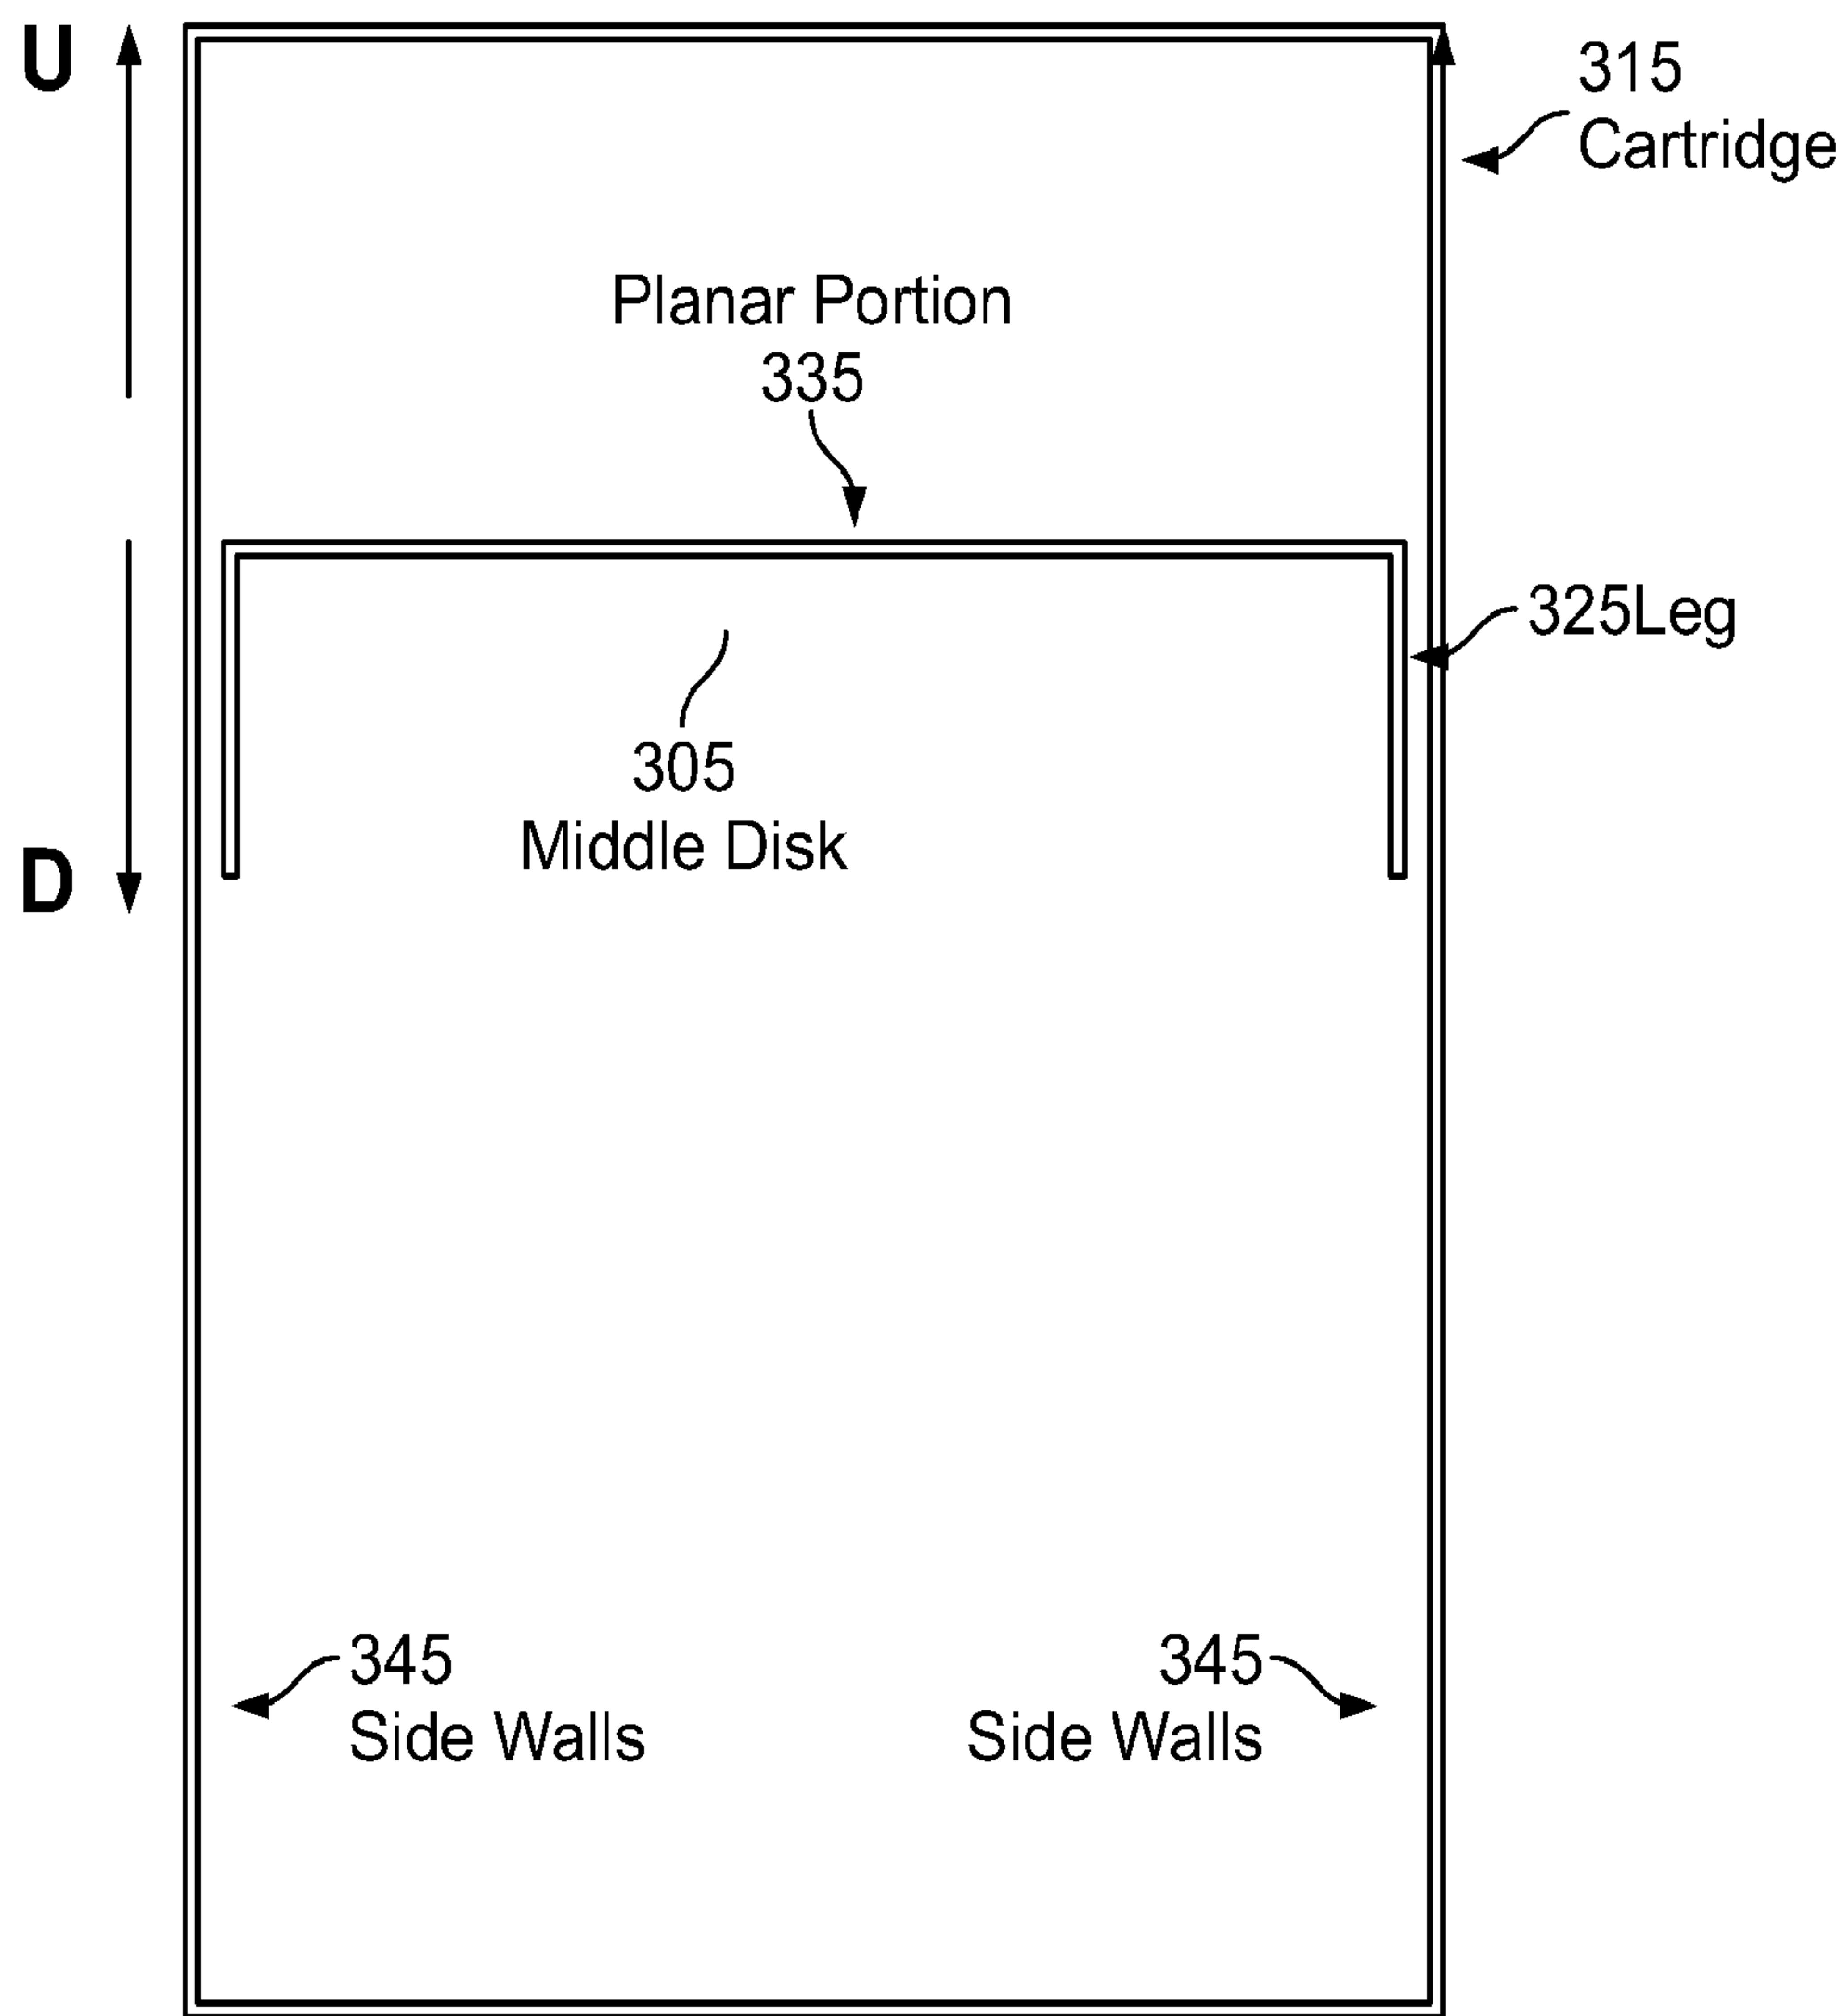 U
315
Cartridge
Planar Portion
335
325Leg
305
Middle Disk
D
345
Side Walls
345
Side Walls